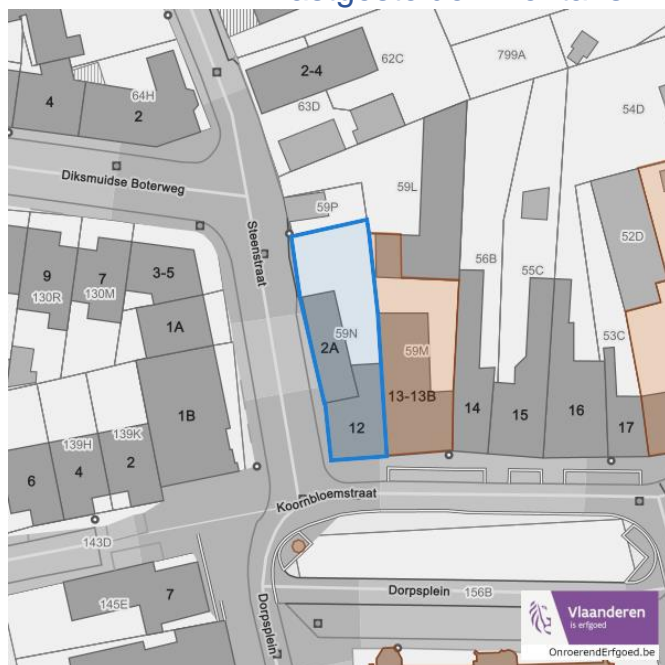 2-4
62C
799A
4
64H
2
63D
54D
Diksmuidse Boterweg
59L
59P
Steenstraat
52D
56B
9
7
3-5
55C
130R
130M
59N
53C
1A
2A
59M
13-13B
14
15
16
17
1B
12
139H
139K
6
4
2
Koornbloemstraat
143D
Dorpsplein
156B
7
145E
Dorpsplein
Vlaanderen
is erfgoed
OnroerendErfgoed.be